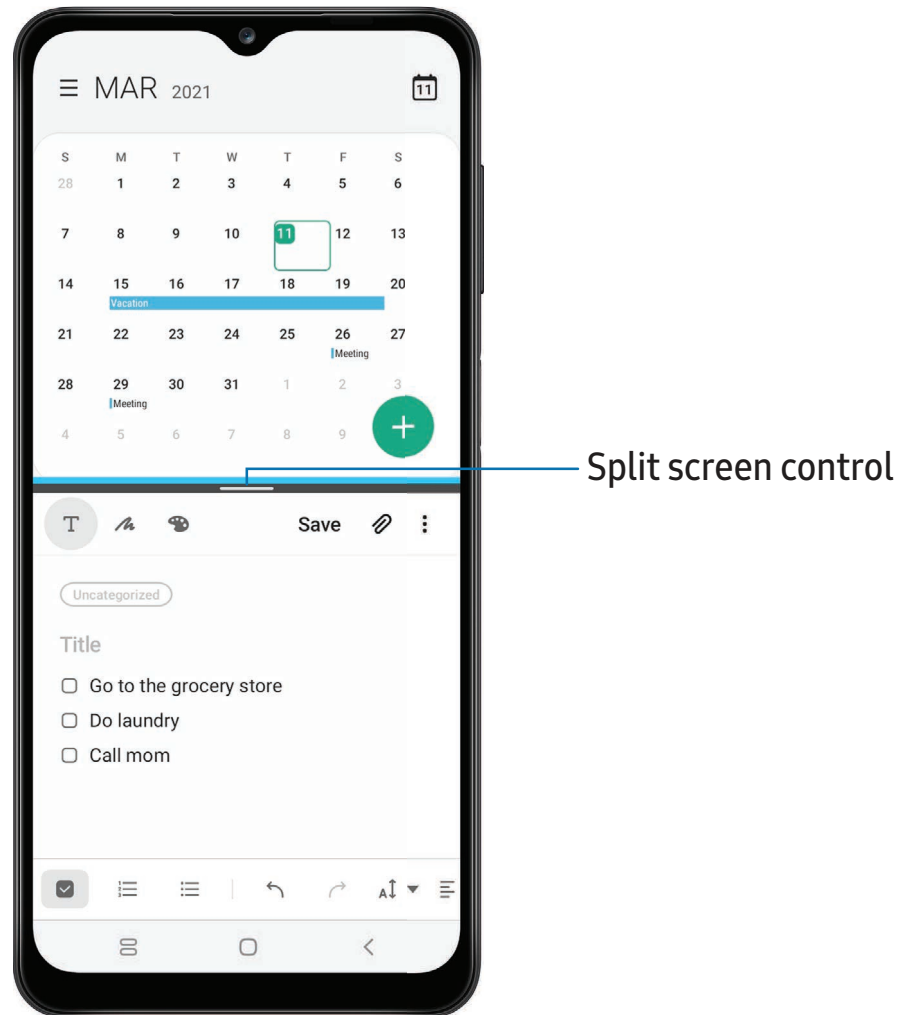 MAR 2021
11
S M T W T F S
28 1 2 3 4 5 6
7 8 9 10 11 12 13
14 15 16 17 18 19 20
Vacation
21 22 23 24 25 26 27
Meeting
28 29 30 31 1 2 3
Meeting
4 5 6 7 8 9
Split screen control
T Save
Uncategorized
Title
Go to the grocery store
Do laundry
Call mom
A